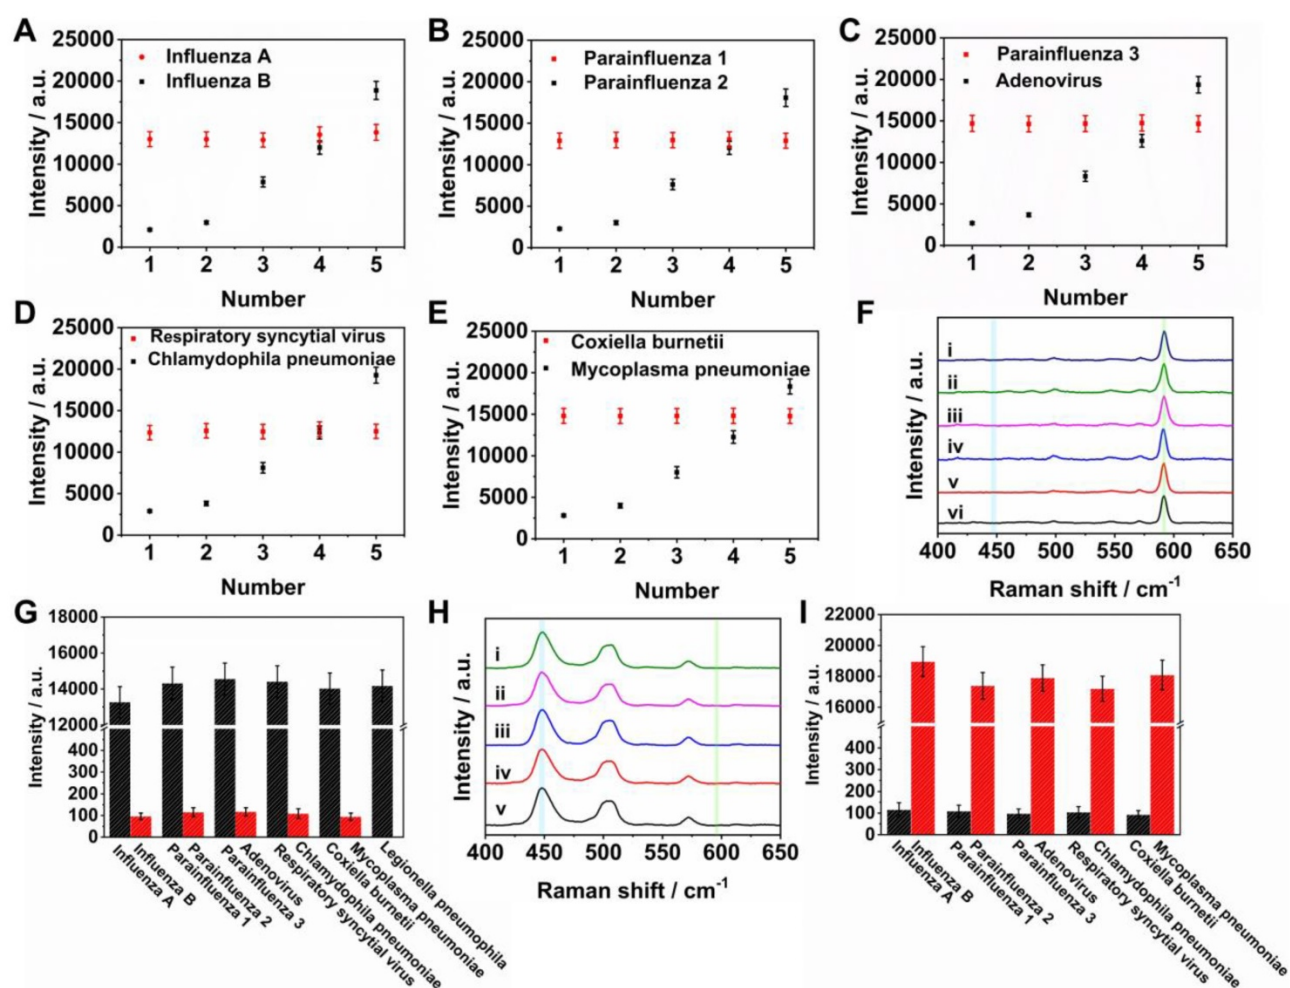 A
25000
20000
15000
10000
5000
0
Intensity / a.u.
Influenza A
Influenza B
1 2 3 4 5
Number
B
25000
20000
15000
10000
5000
0
Intensity / a.u.
Parainfluenza 1
Parainfluenza 2
1 2 3 4 5
Number
C
25000
20000
15000
10000
5000
0
Intensity / a.u.
Parainfluenza 3
Adenovirus
1 2 3 4 5
Number
D
25000
20000
15000
10000
5000
0
Intensity / a.u.
Respiratory syncytial virus
Chlamydophila pneumoniae
1 2 3 4 5
Number
E
25000
20000
15000
10000
5000
0
Intensity / a.u.
Coxiella burnetii
Mycoplasma pneumoniae
1 2 3 4 5
Number
F
Intensity / a.u.
i
ii
iii
iv
v
vi
400 450 500 550 600 650
Raman shift / cm-1
G
18000
16000
14000
12000
400
300
200
100
0
Intensity / a.u.
Influenza A
Influenza B
Parainfluenza 1
Parainfluenza 2
Parainfluenza 3
Adenovirus
Respiratory syncytial virus
Chlamydophila pneumoniae
Coxiella burnetii
Mycoplasma pneumoniae
Legionella pneumophila
H
Intensity / a.u.
i
ii
iii
iv
v
400 450 500 550 600 650
Raman shift / cm-1
I
22000
20000
18000
16000
400
300
200
100
0
Intensity / a.u.
Influenza A
Influenza B
Parainfluenza 1
Parainfluenza 2
Parainfluenza 3
Adenovirus
Respiratory syncytial virus
Chlamydophila pneumoniae
Coxiella burnetii
Mycoplasma pneumoniae